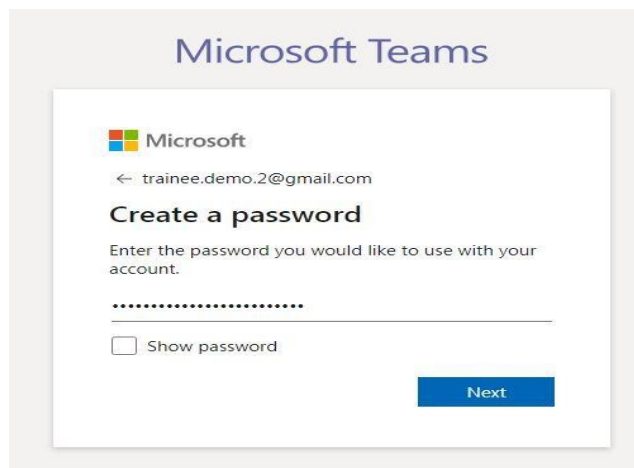 Microsoft Teams
Microsoft
← trainee.demo.2@gmail.com
Create a password
Enter the password you would like to use with your
account.
•••••••••••••••••••••••••
Show password
Next